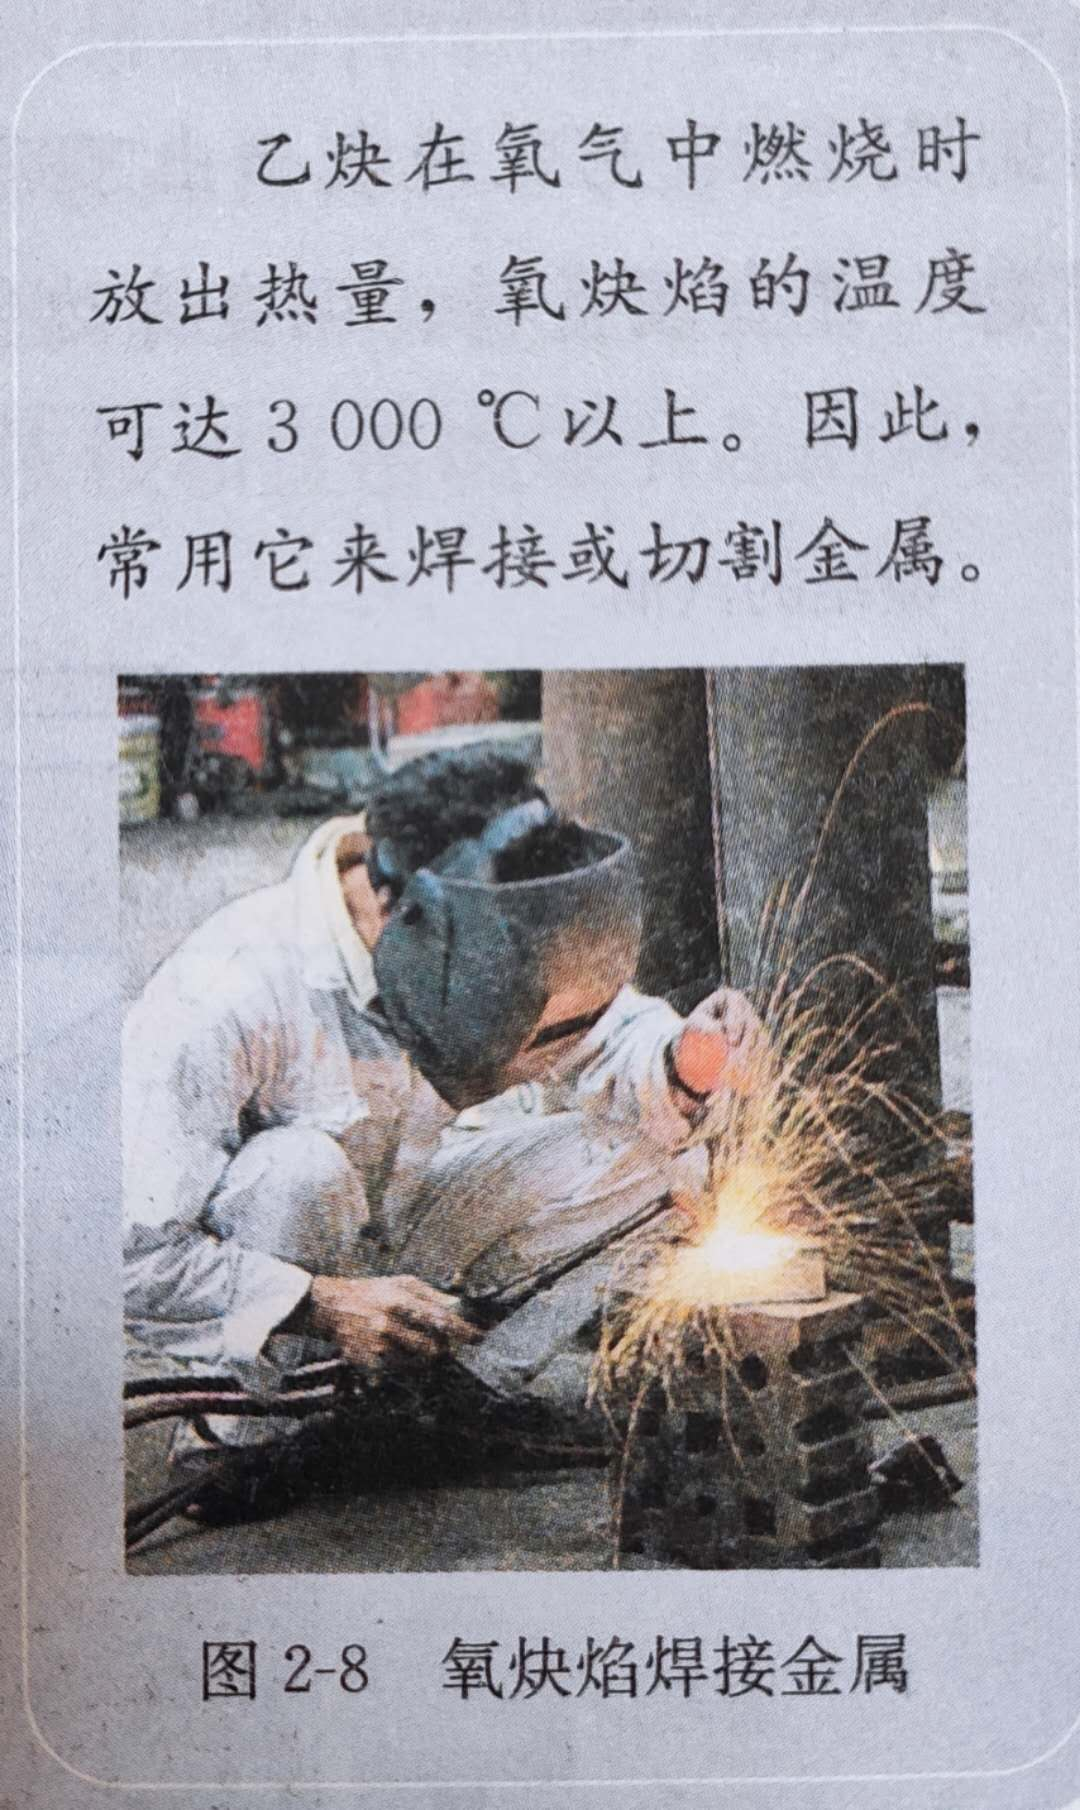 乙炔在氧气中燃烧时
放出热量，氧炔焰的温度
可达 3 000 ℃以上。因此，
常用它来焊接或切割金属。
图 2-8 氧炔焰焊接金属